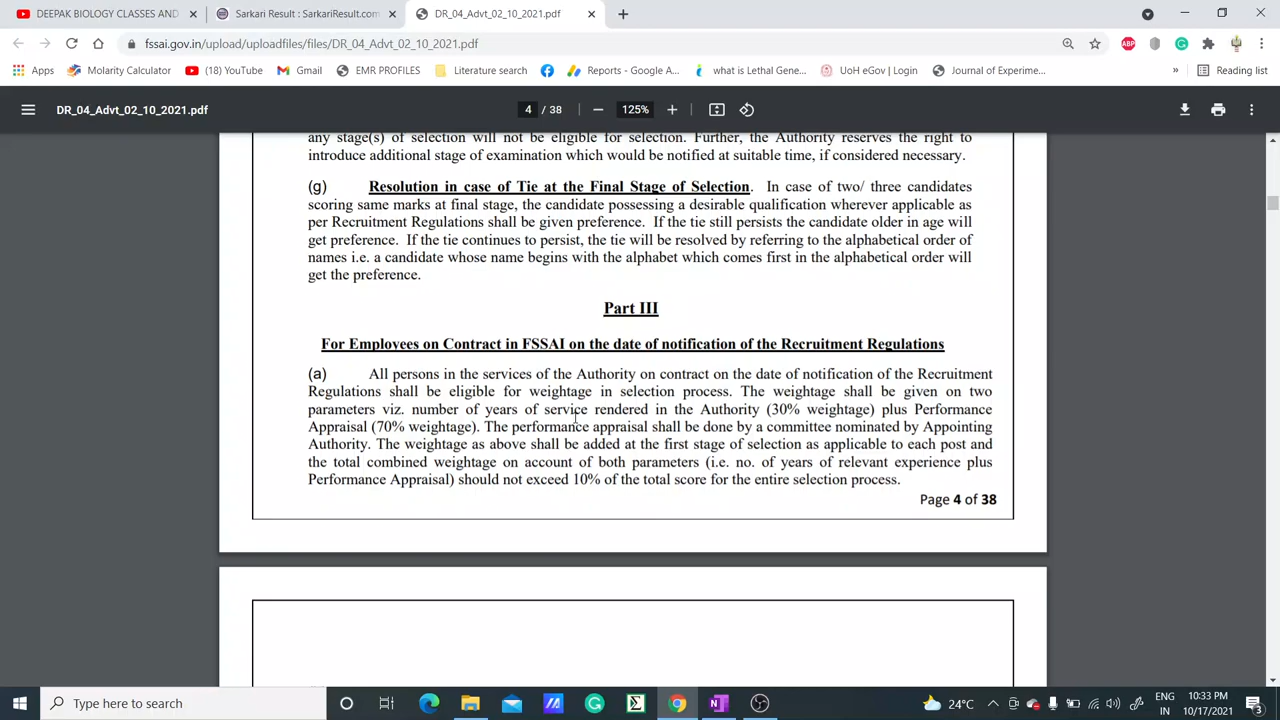 DEEPAK BIOLOGY CLASSES AND
Sarkari Result : SarkariResult.com
DR_04_Advt_02_10_2021.pdf
fssai.gov.in/upload/uploadfiles/files/DR_04_Advt_02_10_2021.pdf
ABP
Apps
Molarity Calculator
(18) YouTube
Gmail
EMR PROFILES
Literature search
Reports - Google A...
what is Lethal Gene...
UoH eGov | Login
Journal of Experime...
»
Reading list
DR_04_Advt_02_10_2021.pdf
4 / 38
125%
any stage(s) of selection will not be eligible for selection. Further, the Authority reserves the right to
introduce additional stage of examination which would be notified at suitable time, if considered necessary.
(g) Resolution in case of Tie at the Final Stage of Selection. In case of two/ three candidates
scoring same marks at final stage, the candidate possessing a desirable qualification wherever applicable as
per Recruitment Regulations shall be given preference. If the tie still persists the candidate older in age will
get preference. If the tie continues to persist, the tie will be resolved by referring to the alphabetical order of
names i.e. a candidate whose name begins with the alphabet which comes first in the alphabetical order will
get the preference.
Part III
For Employees on Contract in FSSAI on the date of notification of the Recruitment Regulations
(a) All persons in the services of the Authority on contract on the date of notification of the Recruitment
Regulations shall be eligible for weightage in selection process. The weightage shall be given on two
parameters viz. number of years of service rendered in the Authority (30% weightage) plus Performance
Appraisal (70% weightage). The performance appraisal shall be done by a committee nominated by Appointing
Authority. The weightage as above shall be added at the first stage of selection as applicable to each post and
the total combined weightage on account of both parameters (i.e. no. of years of relevant experience plus
Performance Appraisal) should not exceed 10% of the total score for the entire selection process.
Page 4 of 38
Type here to search
24°C
ENG
IN
10:33 PM
10/17/2021
3